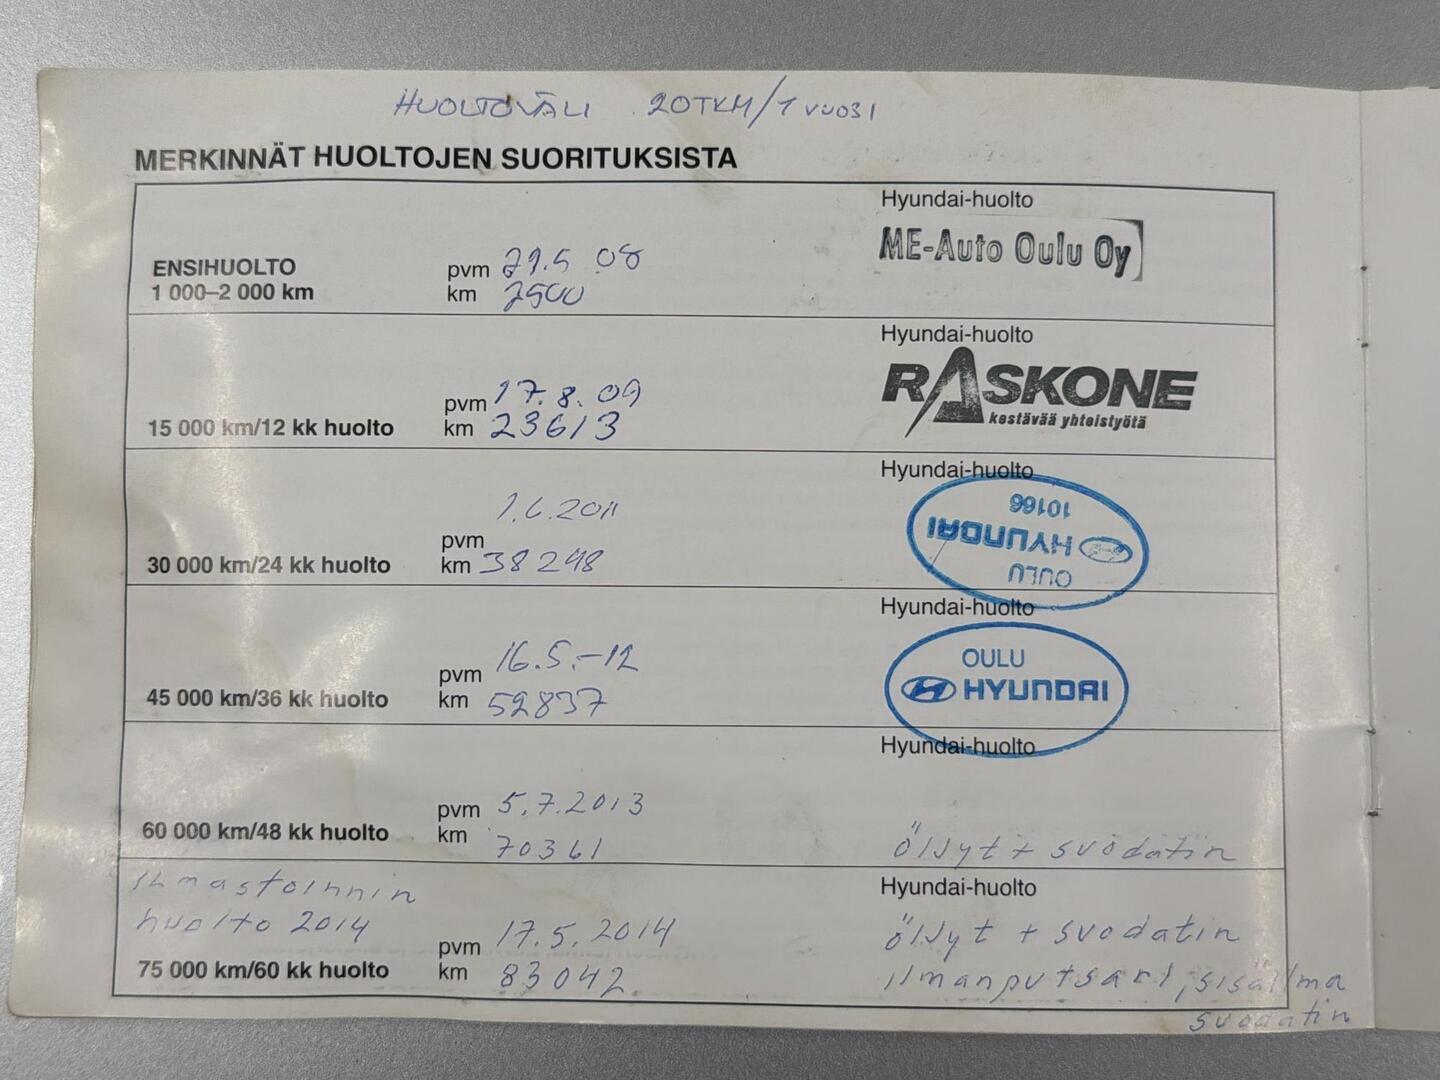 HUOLTOVÄLI 20TKM/1 VUOSI
MERKINNÄT HUOLTOJEN SUORITUKSISTA
Hyundai-huolto
ME-Auto Oulu Oy
ENSIHUOLTO
1 000–2 000 km
pvm 29.5 08
km 2500
Hyundai-huolto
RASKONE
kestävää yhteistyötä
15 000 km/12 kk huolto
pvm 17.8.09
km 23613
Hyundai-huolto
10166
HYUNDAI
OULU
30 000 km/24 kk huolto
pvm 1.6.2011
km 38298
Hyundai-huolto
OULU
HYUNDAI
45 000 km/36 kk huolto
pvm 16.5.-12
km 52837
Hyundai-huolto
60 000 km/48 kk huolto
pvm 5.7.2013
km 70361
öljyt + suodatin
ilmastoinnin
huolto 2014
75 000 km/60 kk huolto
pvm 17.5.2014
km 83042
Hyundai-huolto
öljyt + suodatin
ilmanputsari, sisäilma
suodatin